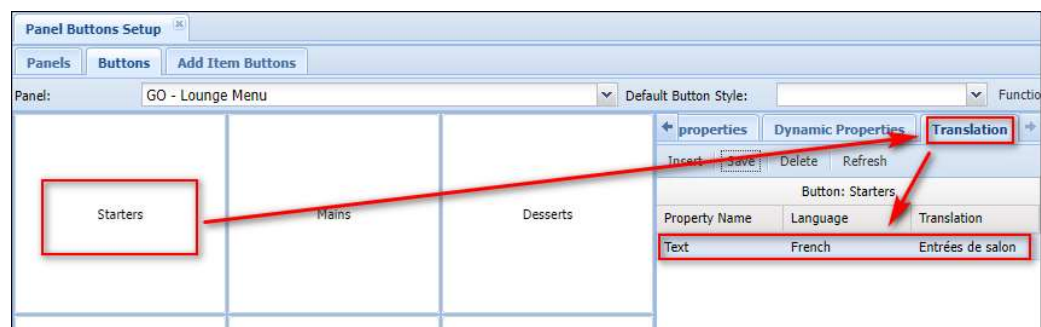 Panel Buttons Setup
Panels Buttons Add Item Buttons
Panel: GO - Lounge Menu Default Button Style: Functio
properties Dynamic Properties Translation
Insert Save Delete Refresh
Button: Starters
Starters Mains Desserts
Property Name Language Translation
Text French Entrées de salon